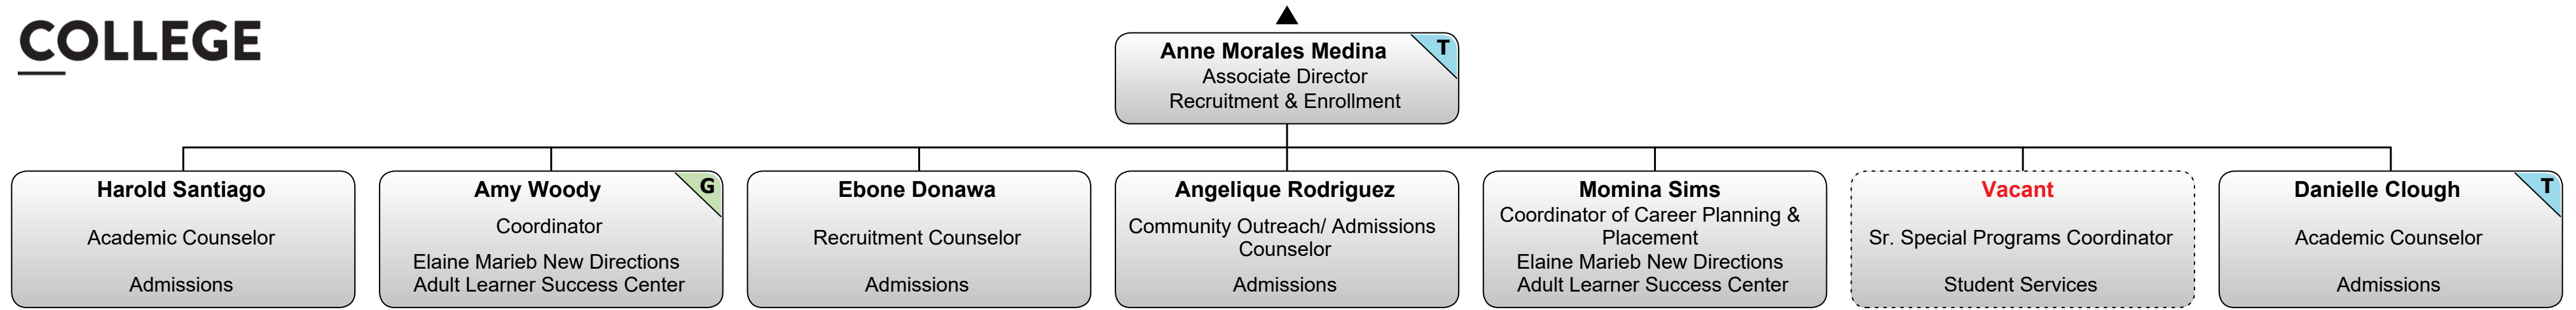 COLLEGE
Anne Morales Medina
T
Associate Director
Recruitment & Enrollment
Harold Santiago
Academic Counselor
Admissions
Amy Woody
G
Coordinator
Elaine Marieb New Directions
Adult Learner Success Center
Ebone Donawa
Recruitment Counselor
Admissions
Angelique Rodriguez
Community Outreach/ Admissions
Counselor
Admissions
Momina Sims
Coordinator of Career Planning &
Placement
Elaine Marieb New Directions
Adult Learner Success Center
Vacant
Sr. Special Programs Coordinator
Student Services
Danielle Clough
T
Academic Counselor
Admissions